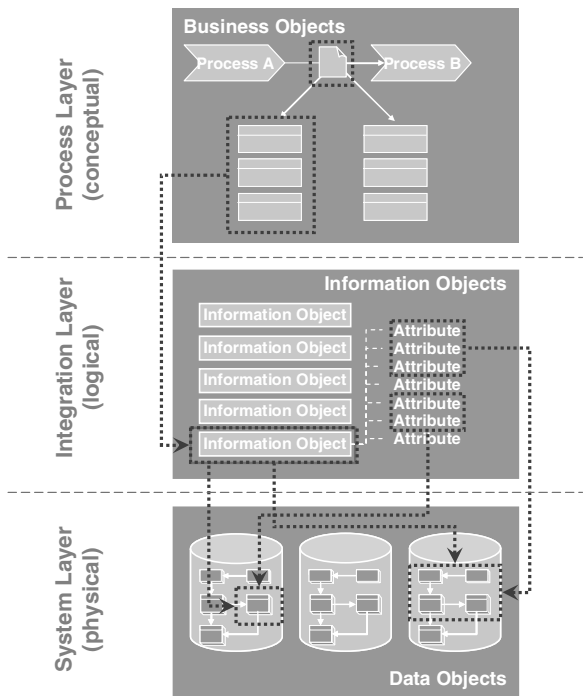 Business Objects
Process A
Process B
Process Layer
(conceptual)
Information Objects
Information Object
Information Object
Information Object
Information Object
Information Object
Attribute
Attribute
Attribute
Attribute
Attribute
Attribute
Attribute
Integration Layer
(logical)
System Layer
(physical)
Data Objects